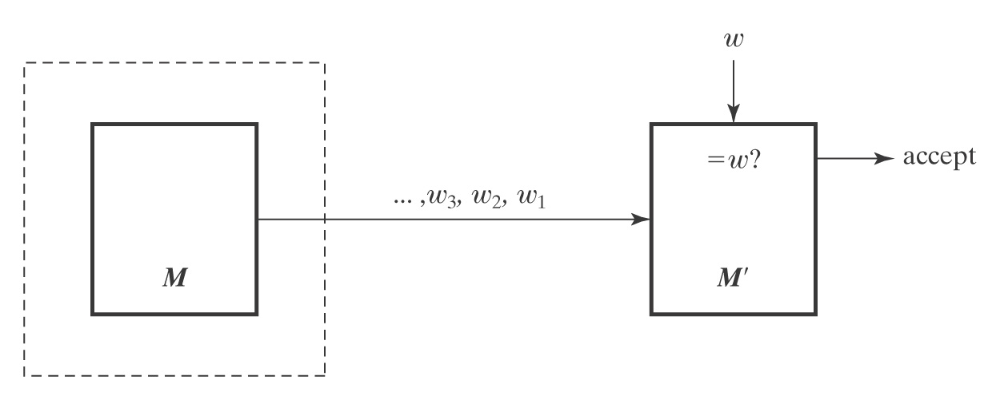 w
=w?
accept
... ,w₃, w₂, w₁
M
M′